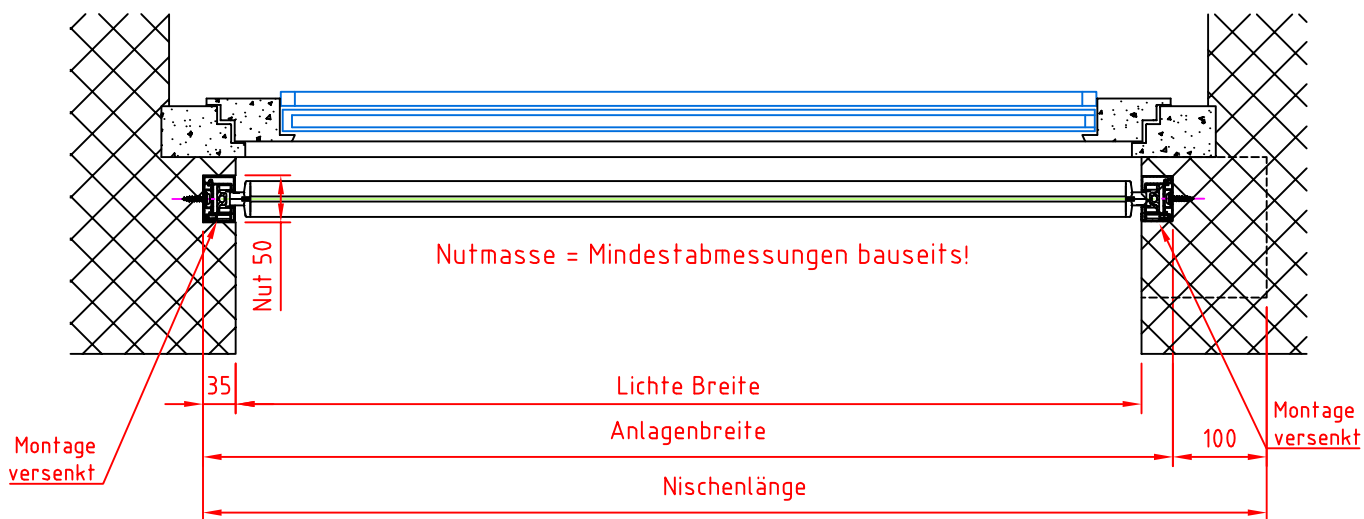 Nut 50
Nutmasse = Mindestabmessungen bauseits!
35
Lichte Breite
Montage
versenkt
Anlagenbreite
100
Montage
versenkt
Nischenlänge